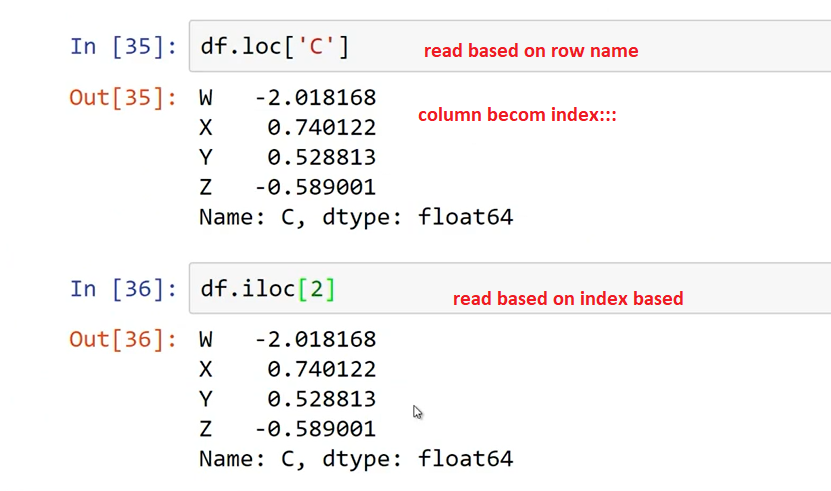 In [35]: df.loc['C'] read based on row name
Out[35]: W -2.018168
X 0.740122 column becom index:::
Y 0.528813
Z -0.589001
Name: C, dtype: float64
In [36]: df.iloc[2] read based on index based
Out[36]: W -2.018168
X 0.740122
Y 0.528813
Z -0.589001
Name: C, dtype: float64